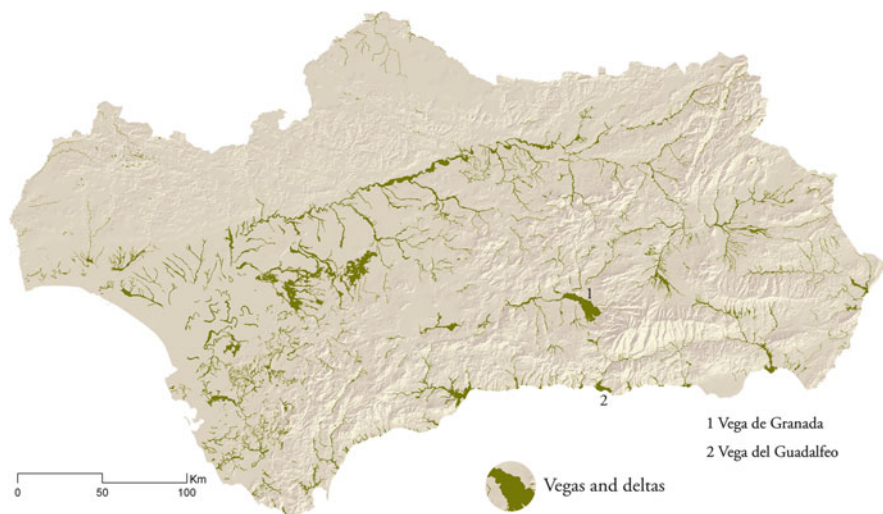 1
2
1 Vega de Granada
2 Vega del Guadalfeo
Km
0 50 100
Vegas and deltas